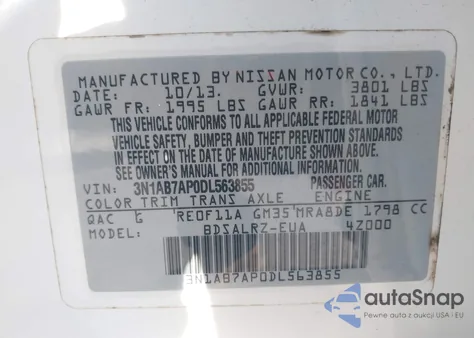 MANUFACTURED BY NISSAN MOTOR CO., LTD.
DATE: 10/13. GVWR: 3801 LBS
GAWR FR: 1995 LBS GAWR RR: 1841 LBS
THIS VEHICLE CONFORMS TO ALL APPLICABLE FEDERAL MOTOR
VEHICLE SAFETY, BUMPER AND THEFT PREVENTION STANDARDS
IN EFFECT ON THE DATE OF MANUFACTURE SHOWN ABOVE.
SEE OWNER'S MANUAL FOR ADDITIONAL INFORMATION.
VIN: 3N1AB7AP0DL563855 PASSENGER CAR.
COLOR TRIM TRANS AXLE ENGINE
QAC G RE0F11A GM35 MRA8DE 1798 CC
MODEL: BDSALRZ-EUA 4Z000
3N1AB7AP0DL563855
autoSnap
Pewne auta z aukcji w USA i EU